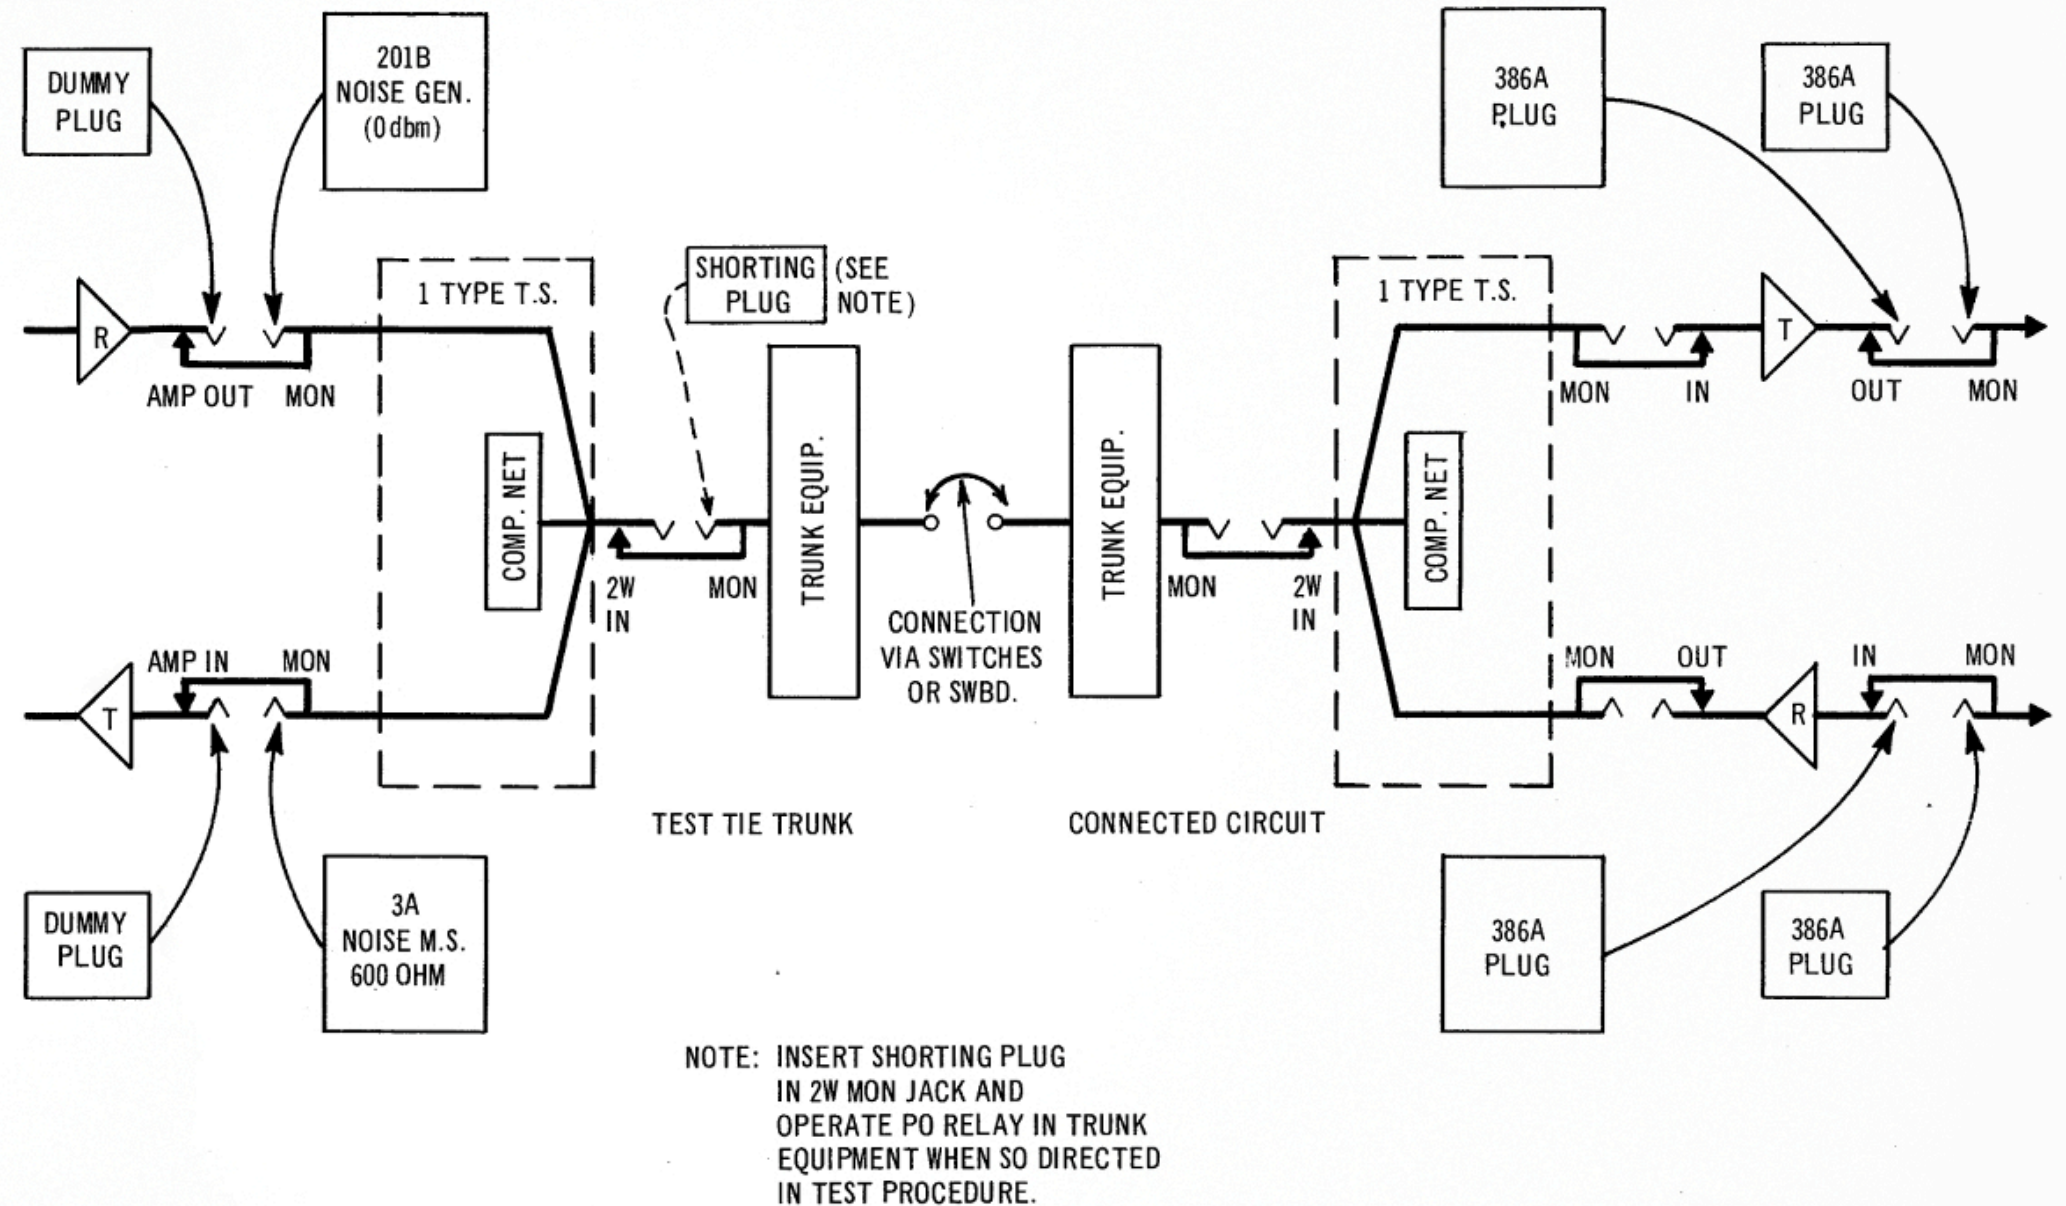 DUMMY
PLUG
201B
NOISE GEN.
(0dbm)
386A
PLUG
386A
PLUG
1 TYPE T.S.
SHORTING
PLUG
(SEE
NOTE)
1 TYPE T.S.
R
T
AMP OUT
MON
MON
IN
OUT
MON
COMP. NET
TRUNK EQUIP.
TRUNK EQUIP.
COMP. NET
2W
IN
MON
MON
2W
IN
CONNECTION
VIA SWITCHES
OR SWBD.
AMP IN
MON
MON
OUT
IN
MON
T
R
TEST TIE TRUNK
CONNECTED CIRCUIT
DUMMY
PLUG
3A
NOISE M.S.
600 OHM
386A
PLUG
386A
PLUG
NOTE: INSERT SHORTING PLUG
IN 2W MON JACK AND
OPERATE PO RELAY IN TRUNK
EQUIPMENT WHEN SO DIRECTED
IN TEST PROCEDURE.